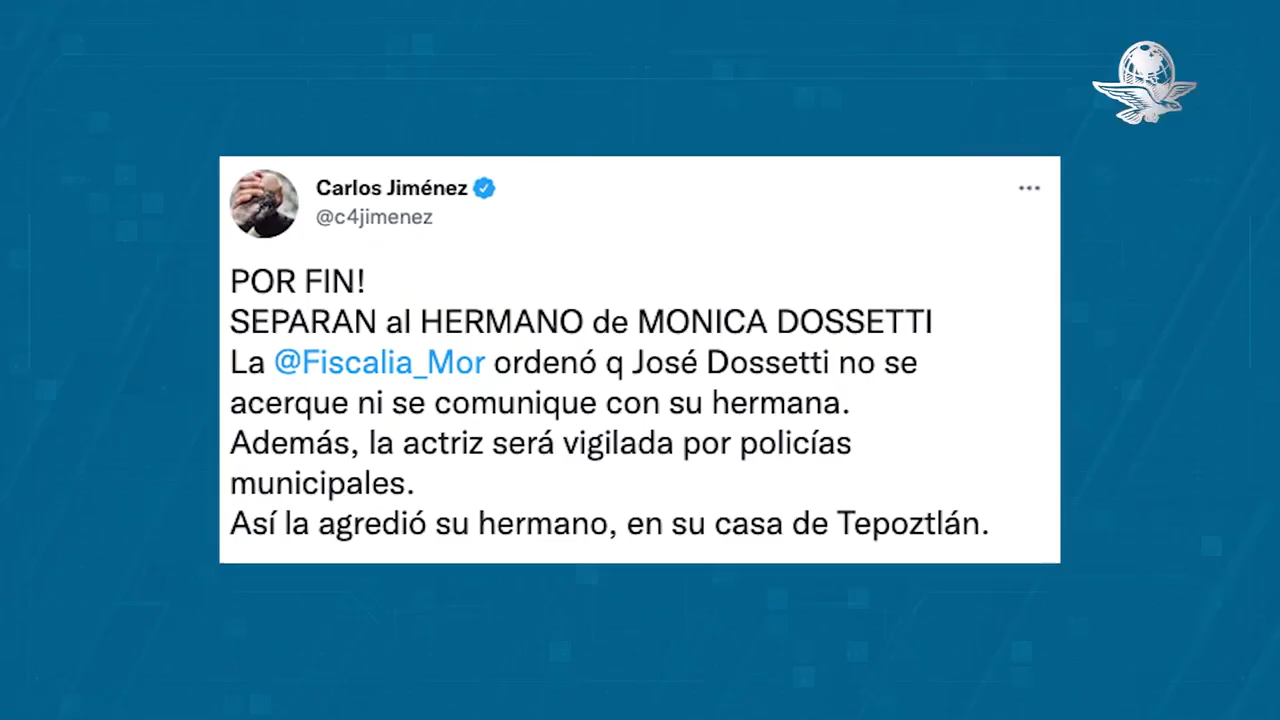 Carlos Jiménez
@c4jimenez
POR FIN!
SEPARAN al HERMANO de MONICA DOSSETTI
La @Fiscalia_Mor ordenó q José Dossetti no se
acerque ni se comunique con su hermana.
Además, la actriz será vigilada por policías
municipales.
Así la agredió su hermano, en su casa de Tepoztlán.